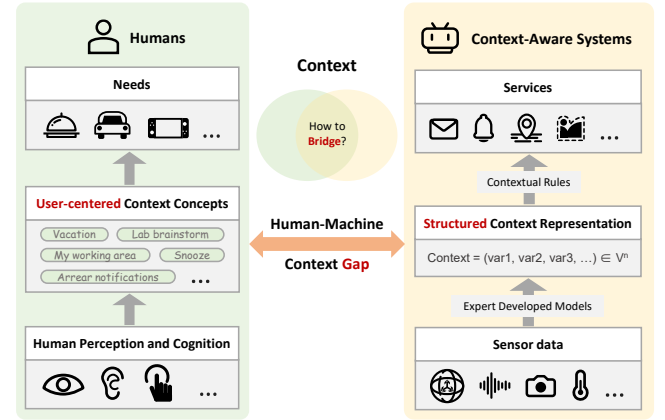 Humans
Needs
...
User-centered Context Concepts
Vacation
Lab brainstorm
My working area
Snooze
Arrear notifications
...
Human Perception and Cognition
...
Context
How to
Bridge?
Human-Machine
Context Gap
Context-Aware Systems
Services
...
Contextual Rules
Structured Context Representation
Context = (var1, var2, var3, ...) ∈ Vⁿ
Expert Developed Models
Sensor data
...